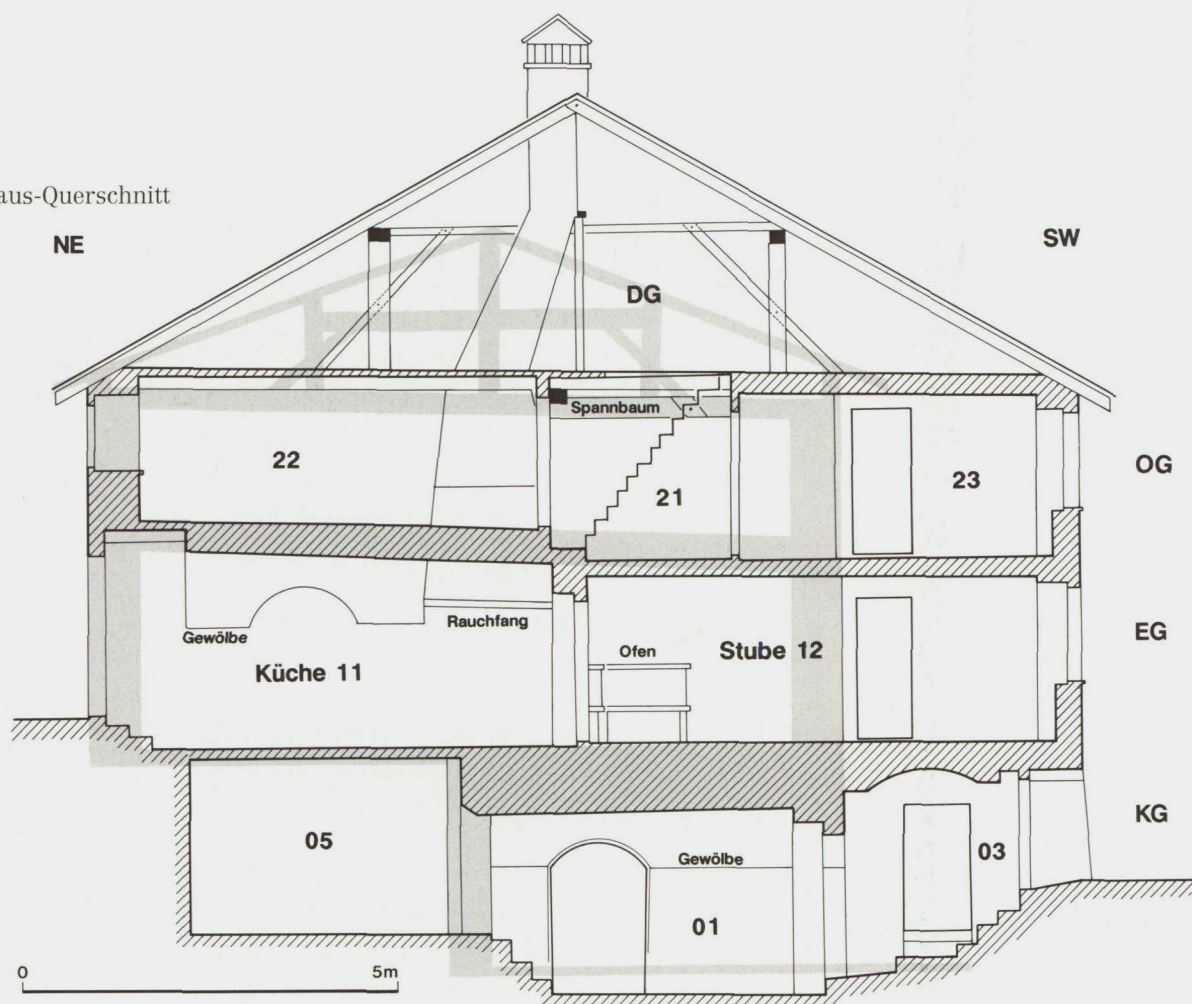 aus-Querschnitt
NE
SW
DG
Spannbaum
22
21
23
OG
Gewölbe
Rauchfang
Küche 11
Ofen
Stube 12
EG
05
Gewölbe
01
03
KG
0
5m